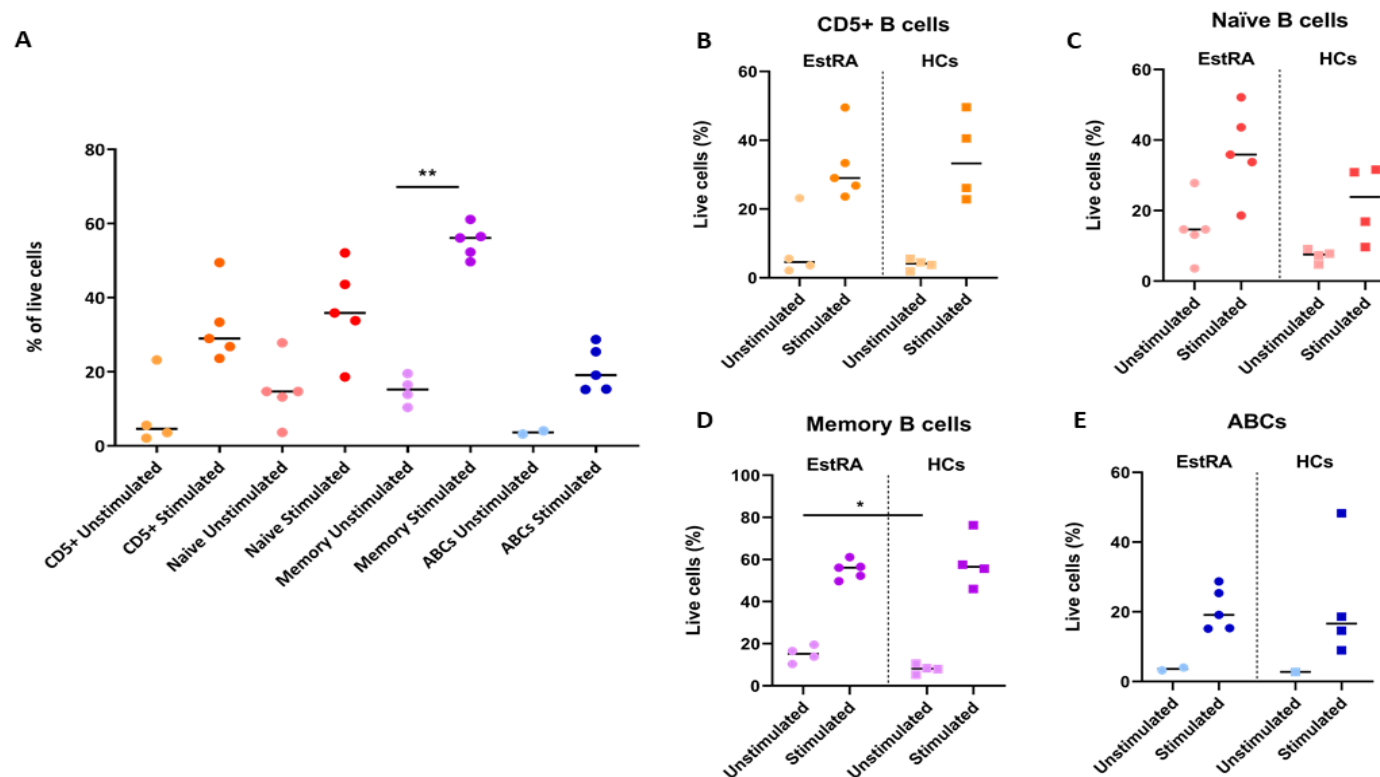 A
% of live cells
80
60
40
20
0
**
CD5+ Unstimulated
CD5+ Stimulated
Naive Unstimulated
Naive Stimulated
Memory Unstimulated
Memory Stimulated
ABCs Unstimulated
ABCs Stimulated
B
CD5+ B cells
EstRA
HCs
Live cells (%)
60
40
20
0
Unstimulated
Stimulated
Unstimulated
Stimulated
C
Naïve B cells
EstRA
HCs
Live cells (%)
60
40
20
0
Unstimulated
Stimulated
Unstimulated
Stimulated
D
Memory B cells
EstRA
HCs
Live cells (%)
100
80
60
40
20
0
*
Unstimulated
Stimulated
Unstimulated
Stimulated
E
ABCs
EstRA
HCs
Live cells (%)
60
40
20
0
Unstimulated
Stimulated
Unstimulated
Stimulated